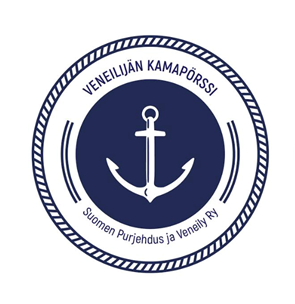 VENEILIJÄN KAMAPÖRSSI
Suomen Purjehdus ja Veneily Ry